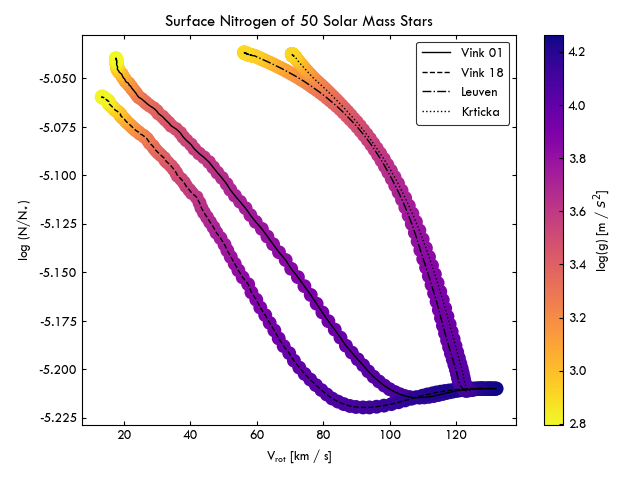 Surface Nitrogen of 50 Solar Mass Stars
Vink 01
Vink 18
Leuven
Krticka
-5.050
-5.075
-5.100
-5.125
-5.150
-5.175
-5.200
-5.225
log (N/N*)
20
40
60
80
100
120
V_rot [km / s]
4.2
4.0
3.8
3.6
3.4
3.2
3.0
2.8
log(g) [m / s²]